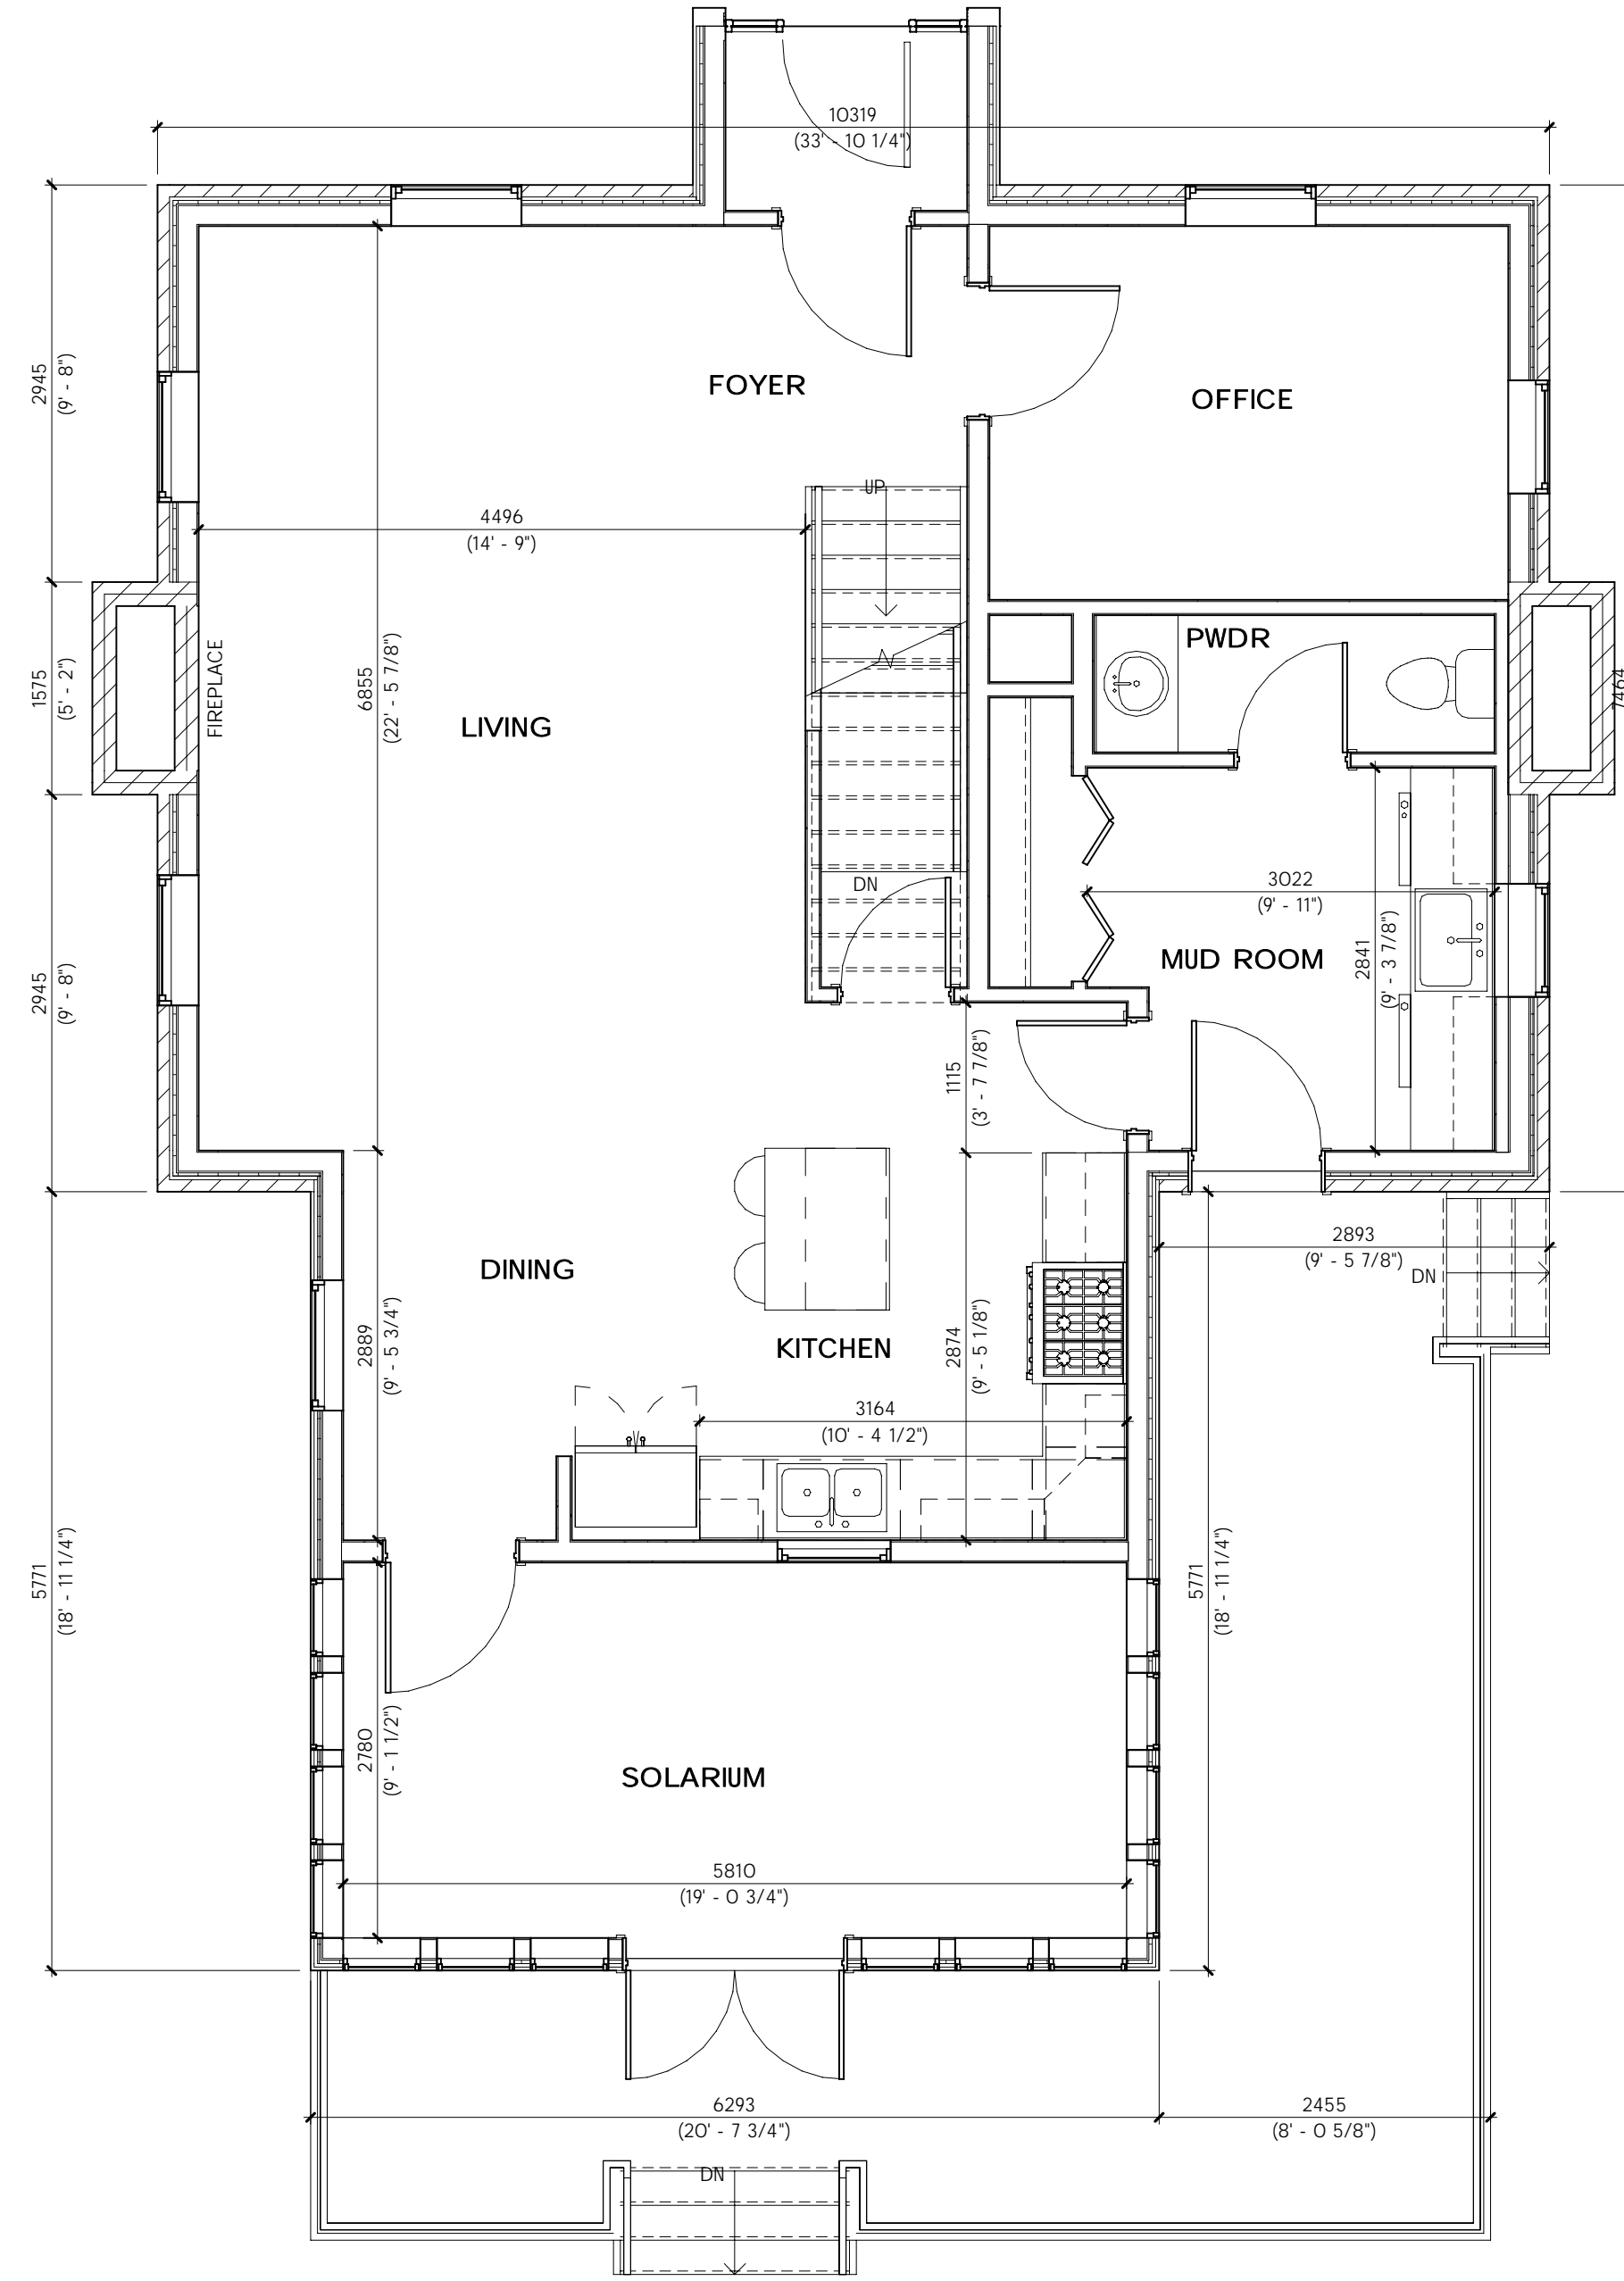 10319
(33' - 10 1/4")
2945
(9' - 8")
FOYER
OFFICE
UP
4496
(14' - 9")
PWDR
1575
(5' - 2")
FIREPLACE
6855
(22' - 5 7/8")
7464
LIVING
DN
3022
(9' - 11")
2945
(9' - 8")
MUD ROOM
2841
(9' - 3 7/8")
1115
(3' - 7 7/8")
2893
(9' - 5 7/8")
DN
DINING
KITCHEN
2889
(9' - 5 3/4")
2874
(9' - 5 1/8")
3164
(10' - 4 1/2")
5771
(18' - 11 1/4")
5771
(18' - 11 1/4")
2780
(9' - 1 1/2")
SOLARIUM
5810
(19' - 0 3/4")
6293
(20' - 7 3/4")
2455
(8' - 0 5/8")
DN